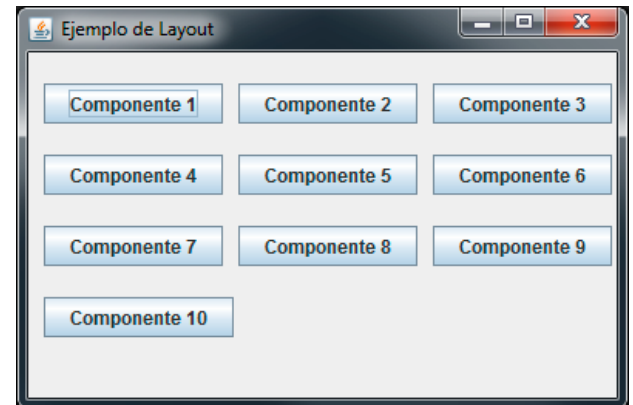 Ejemplo de Layout
Componente 1 Componente 2 Componente 3
Componente 4 Componente 5 Componente 6
Componente 7 Componente 8 Componente 9
Componente 10